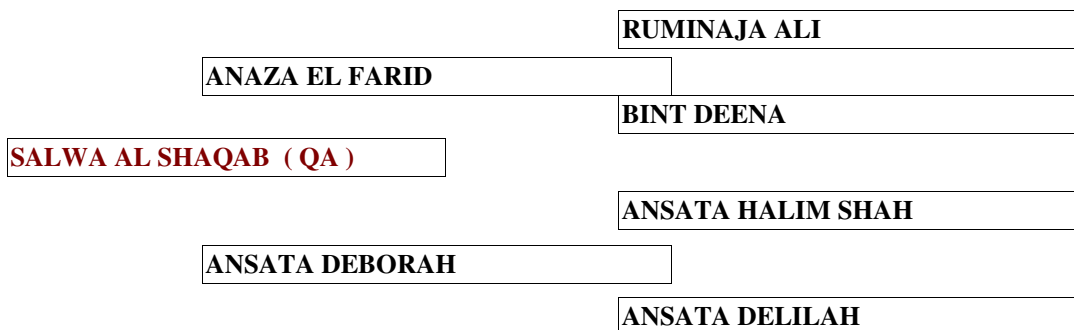 RUMINAJA ALI
ANAZA EL FARID
BINT DEENA
SALWA AL SHAQAB ( QA )
ANSATA HALIM SHAH
ANSATA DEBORAH
ANSATA DELILAH